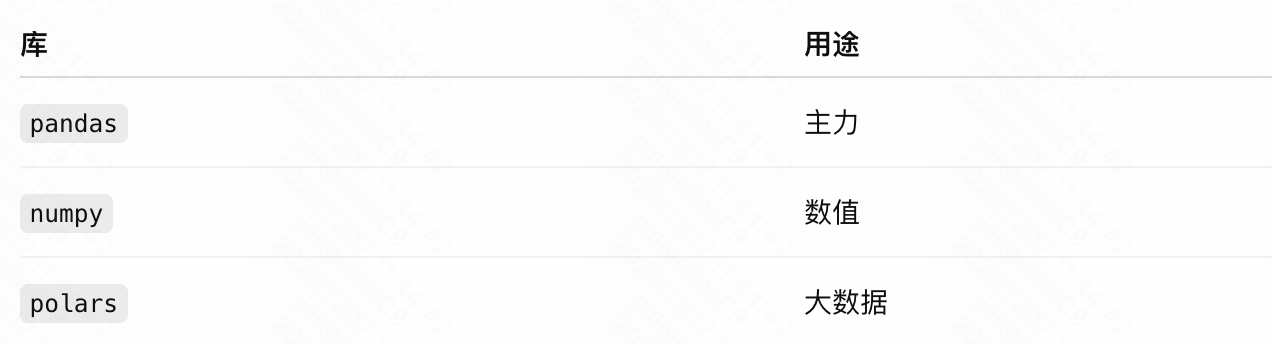 库 用途
pandas 主力
numpy 数值
polars 大数据